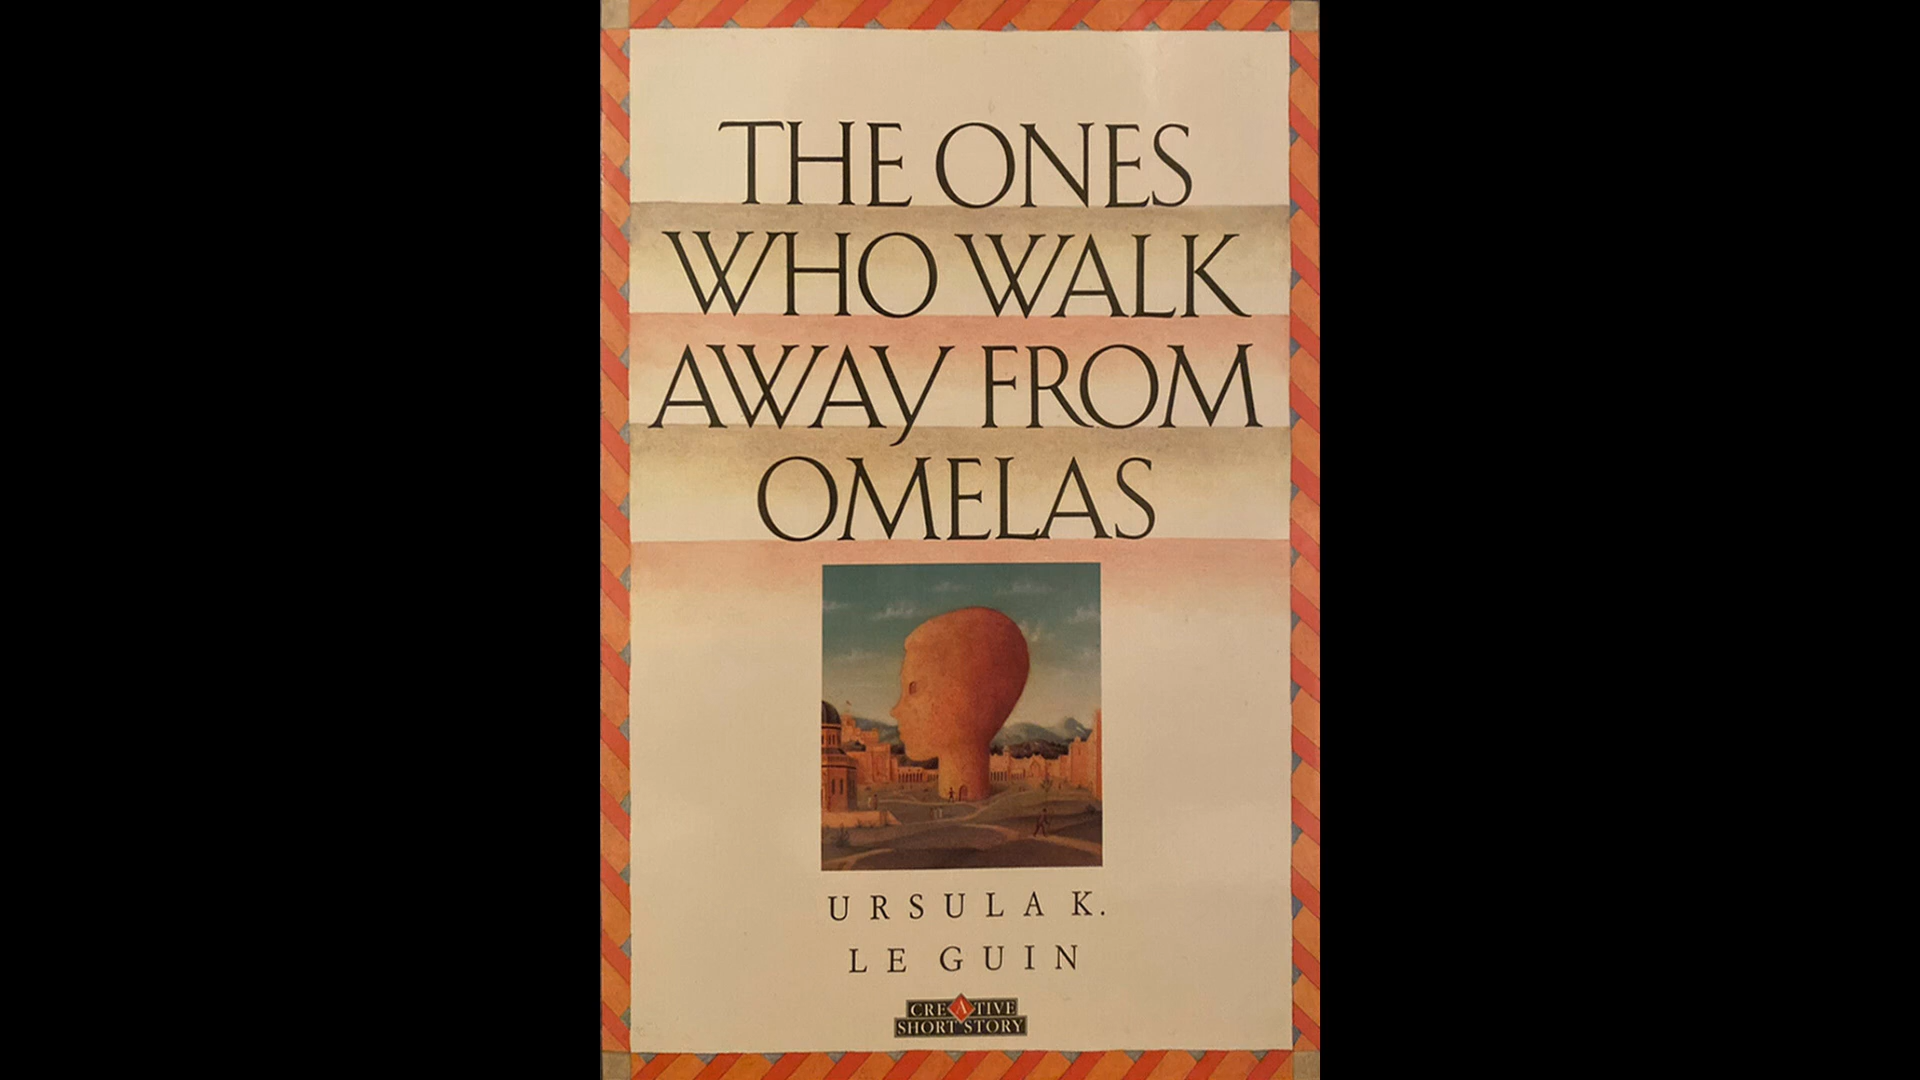 THE ONES
WHO WALK
AWAY FROM
OMELAS
URSULA K.
LE GUIN
CREATIVE
SHORT STORY